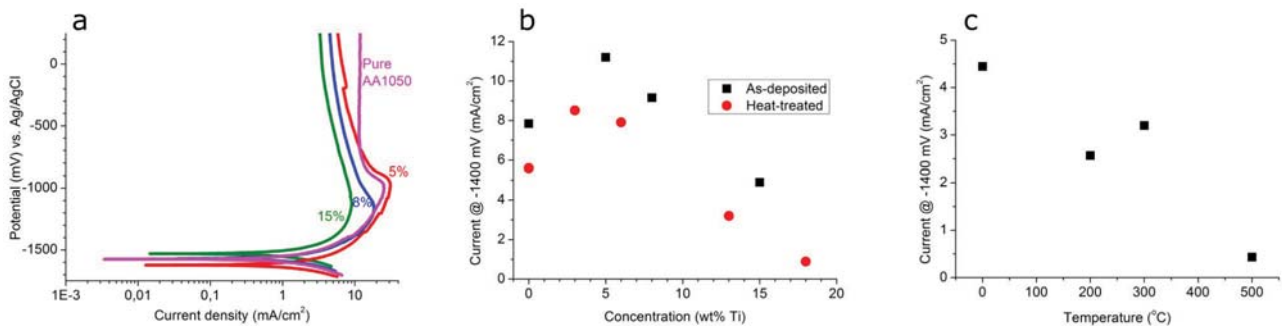 a
0
-500
-1000
-1500
Potential (mV) vs. Ag/AgCl
Pure
AA1050
5%
8%
15%
1E-3
0,01
0,1
1
10
Current density (mA/cm²)
b
12
10
8
6
4
2
0
Current @ -1400 mV (mA/cm²)
As-deposited
Heat-treated
0
5
10
15
20
Concentration (wt% Ti)
c
5
4
3
2
1
0
Current @ -1400 mV (mA/cm²)
0
100
200
300
400
500
Temperature (°C)